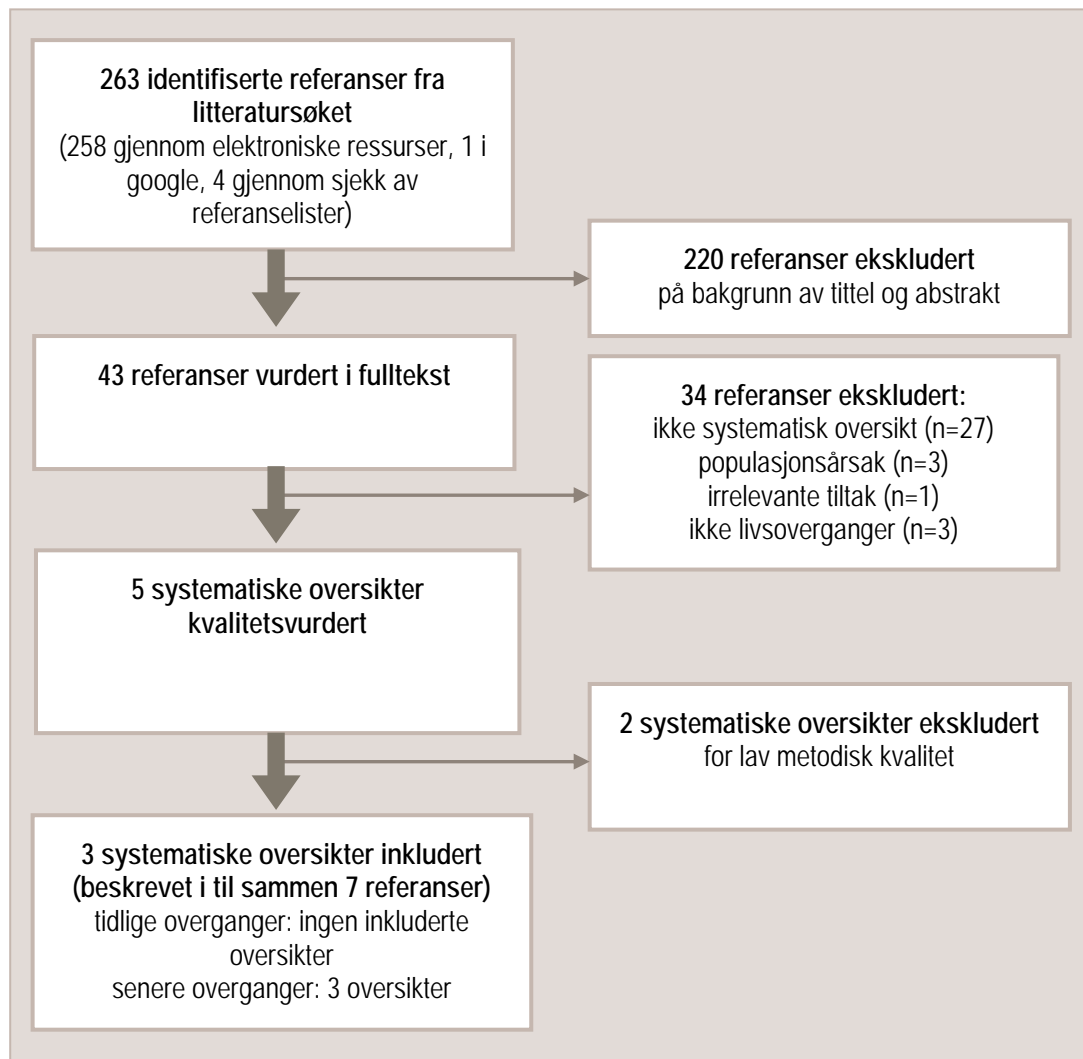 263 identifiserte referanser fra
litteratursøket
(258 gjennom elektroniske ressurser, 1 i
google, 4 gjennom sjekk av
referanselister)
220 referanser ekskludert
på bakgrunn av tittel og abstrakt
43 referanser vurdert i fulltekst
34 referanser ekskludert:
ikke systematisk oversikt (n=27)
populasjonsårsak (n=3)
irrelevante tiltak (n=1)
ikke livsoverganger (n=3)
5 systematiske oversikter
kvalitetsvurdert
2 systematiske oversikter ekskludert
for lav metodisk kvalitet
3 systematiske oversikter inkludert
(beskrevet i til sammen 7 referanser)
tidlige overganger: ingen inkluderte
oversikter
senere overganger: 3 oversikter